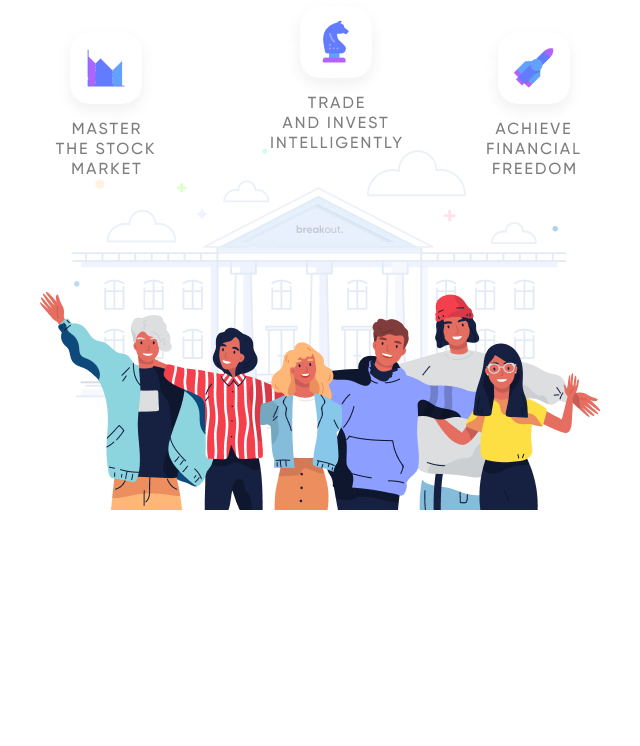 MASTER
THE STOCK
MARKET
TRADE
AND INVEST
INTELLIGENTLY
ACHIEVE
FINANCIAL
FREEDOM
breakout.